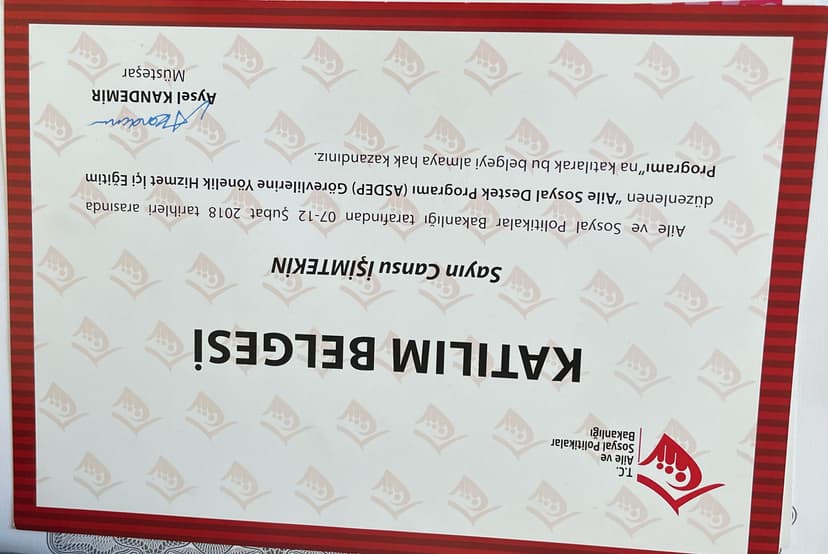 T.C.
Aile ve
Sosyal Politikalar
Bakanlığı
KATILIM BELGESİ
Sayın Cansu İŞİMTEKİN
Aile ve Sosyal Politikalar Bakanlığı tarafından 07-12 Şubat 2018 tarihleri arasında
düzenlenen “Aile Sosyal Destek Programı (ASDEP) Görevlilerine Yönelik Hizmet İçi Eğitim
Programı”na katılarak bu belgeyi almaya hak kazandınız.
Aysel KANDEMİR
Müsteşar